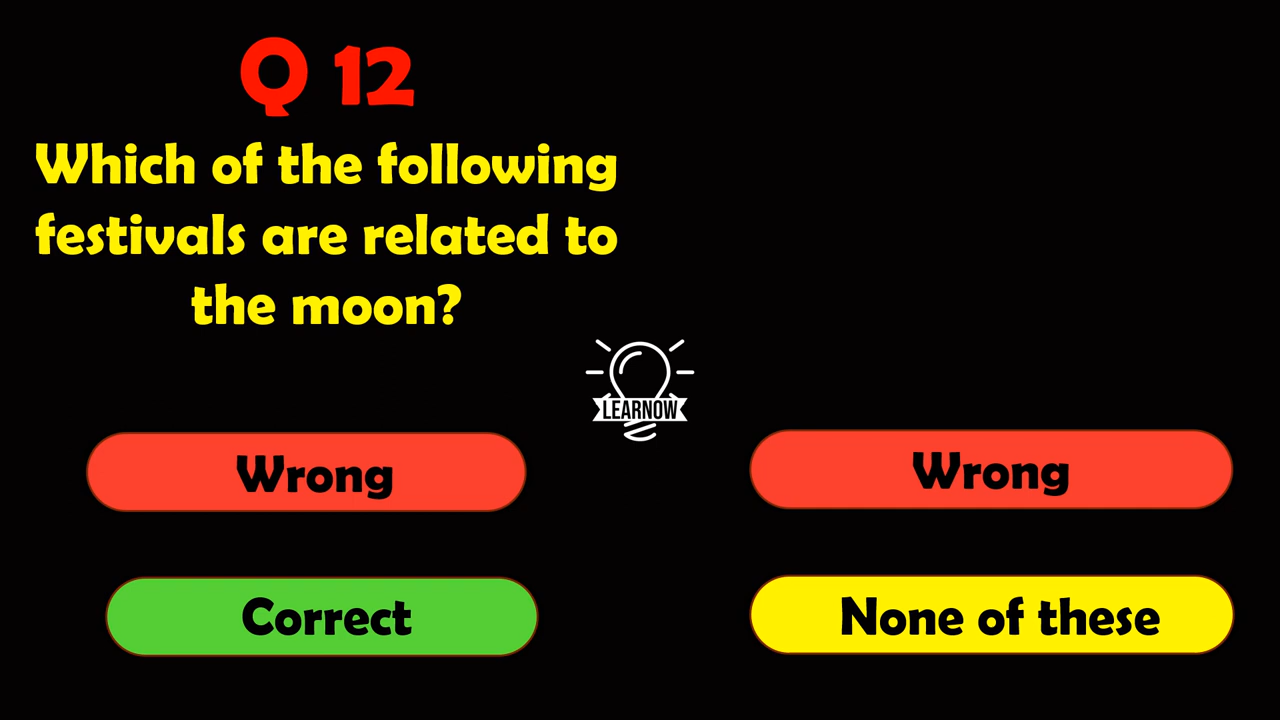 Q 12
Which of the following
festivals are related to
the moon?
LEARNOW
Wrong
Wrong
Correct
None of these